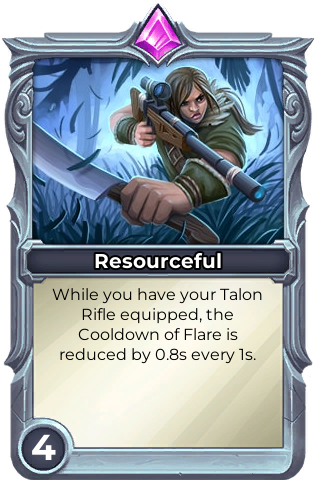 Resourceful
While you have your Talon
Rifle equipped, the
Cooldown of Flare is
reduced by 0.8s every 1s.
4